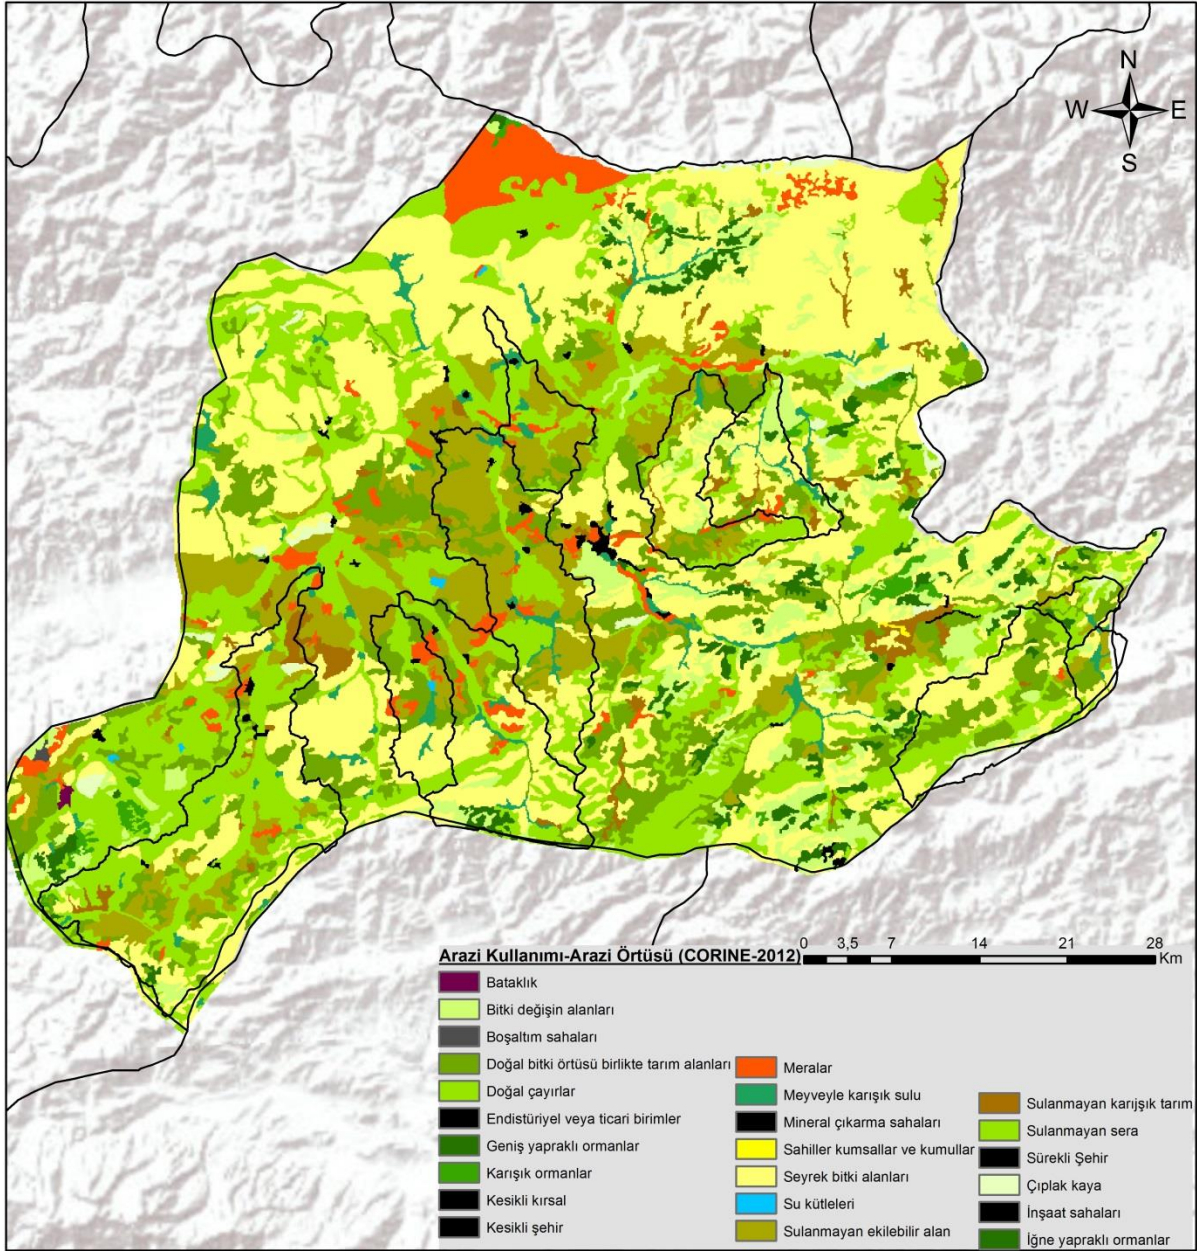 N
W E
S
Arazi Kullanımı-Arazi Örtüsü (CORINE-2012)
0 3,5 7 14 21 28
Km
Bataklık
Bitki değişin alanları
Boşaltım sahaları
Doğal bitki örtüsü birlikte tarım alanları
Doğal çayırlar
Endistüriyel veya ticari birimler
Geniş yapraklı ormanlar
Karışık ormanlar
Kesikli kırsal
Kesikli şehir
Meralar
Meyveyle karışık sulu
Mineral çıkarma sahaları
Sahiller kumsallar ve kumullar
Seyrek bitki alanları
Su kütleleri
Sulanmayan ekilebilir alan
Sulanmayan karıjşık tarım
Sulanmayan sera
Sürekli Şehir
Çıplak kaya
İnşaat sahaları
İğne yapraklı ormanlar